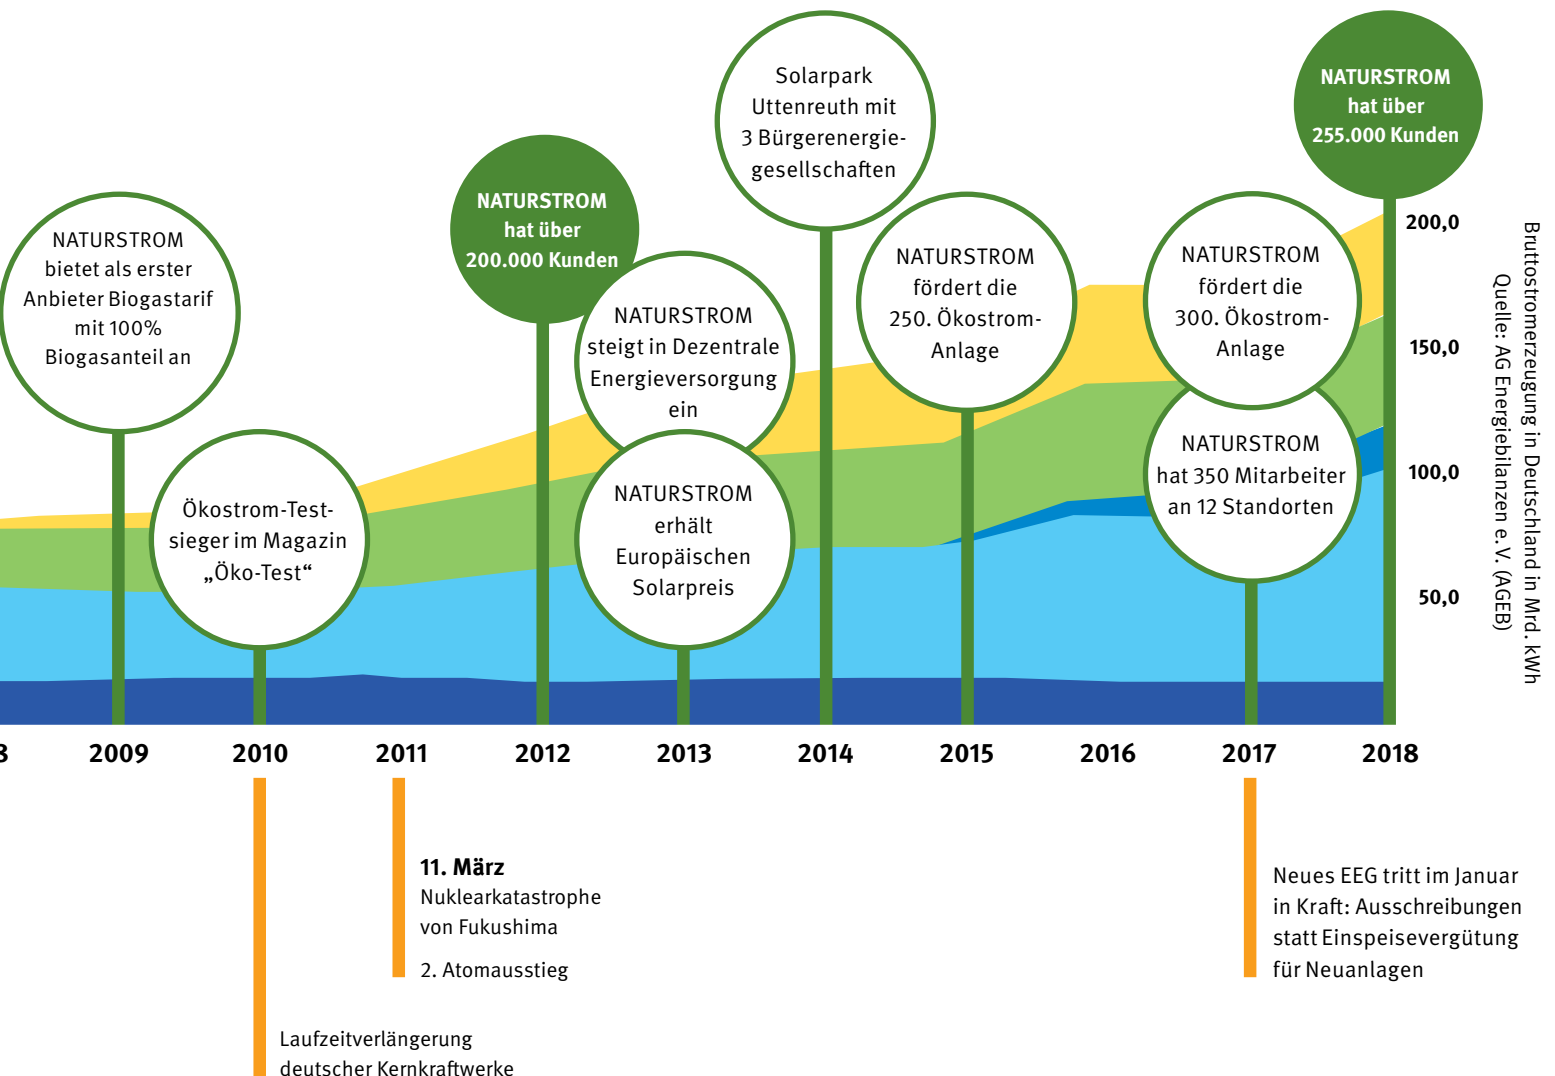 NATURSTROM
bietet als erster
Anbieter Biogastarif
mit 100%
Biogasanteil an
Ökostrom-Test-
sieger im Magazin
„Öko-Test“
NATURSTROM
hat über
200.000 Kunden
NATURSTROM
steigt in Dezentrale
Energieversorgung
ein
NATURSTROM
erhält
Europäischen
Solarpreis
Solarpark
Uttenreuth mit
3 Bürgerenergie-
gesellschaften
NATURSTROM
fördert die
250. Ökostrom-
Anlage
NATURSTROM
fördert die
300. Ökostrom-
Anlage
NATURSTROM
hat 350 Mitarbeiter
an 12 Standorten
NATURSTROM
hat über
255.000 Kunden
200,0
150,0
100,0
50,0
Bruttostromerzeugung in Deutschland in Mrd. kWh
Quelle: AG Energiebilanzen e.V. (AGEB)
8 2009 2010 2011 2012 2013 2014 2015 2016 2017 2018
11. März
Nuklearkatastrophe
von Fukushima
2. Atomausstieg
Laufzeitverlängerung
deutscher Kernkraftwerke
Neues EEG tritt im Januar
in Kraft: Ausschreibungen
statt Einspeisevergütung
für Neuanlagen